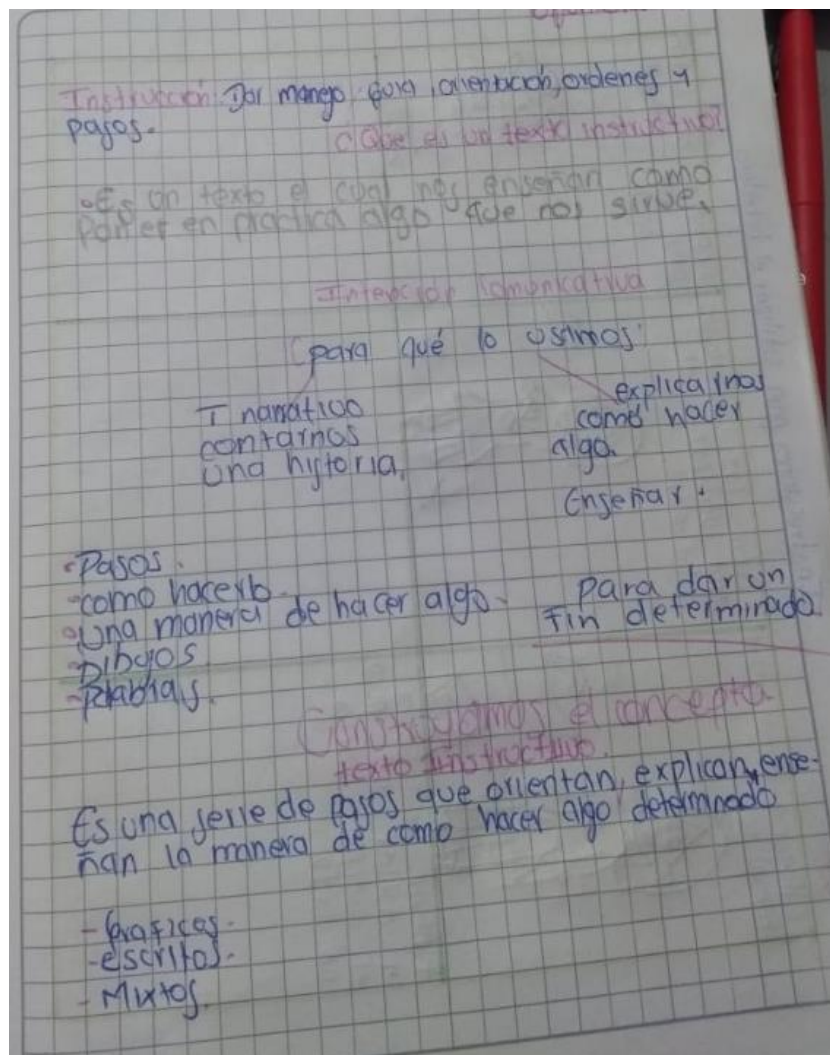 Instrucción: Dar manejo, guia, orientación, ordenes y
pasos.
¿Que es un texto instructivo?
•Es un texto el cual nos enseñan como
poner en practica algo que nos sirve.
Intención comunicativa
¿para qué lo usamos?
T narrativo
contarnos
una historia.
explicarnos
como hacer
algo.
Enseñar.
•Pasos.
-como hacerlo.
•una manera de hacer algo.
-Dibujos
-Palabras.
para dar un
fin determinado.
Construyamos el concepto
texto instructivo.
Es una serie de pasos que orientan, explican, ense-
ñan la manera de como hacer algo determinado
-graficos.
-escritos.
-Mixtos.